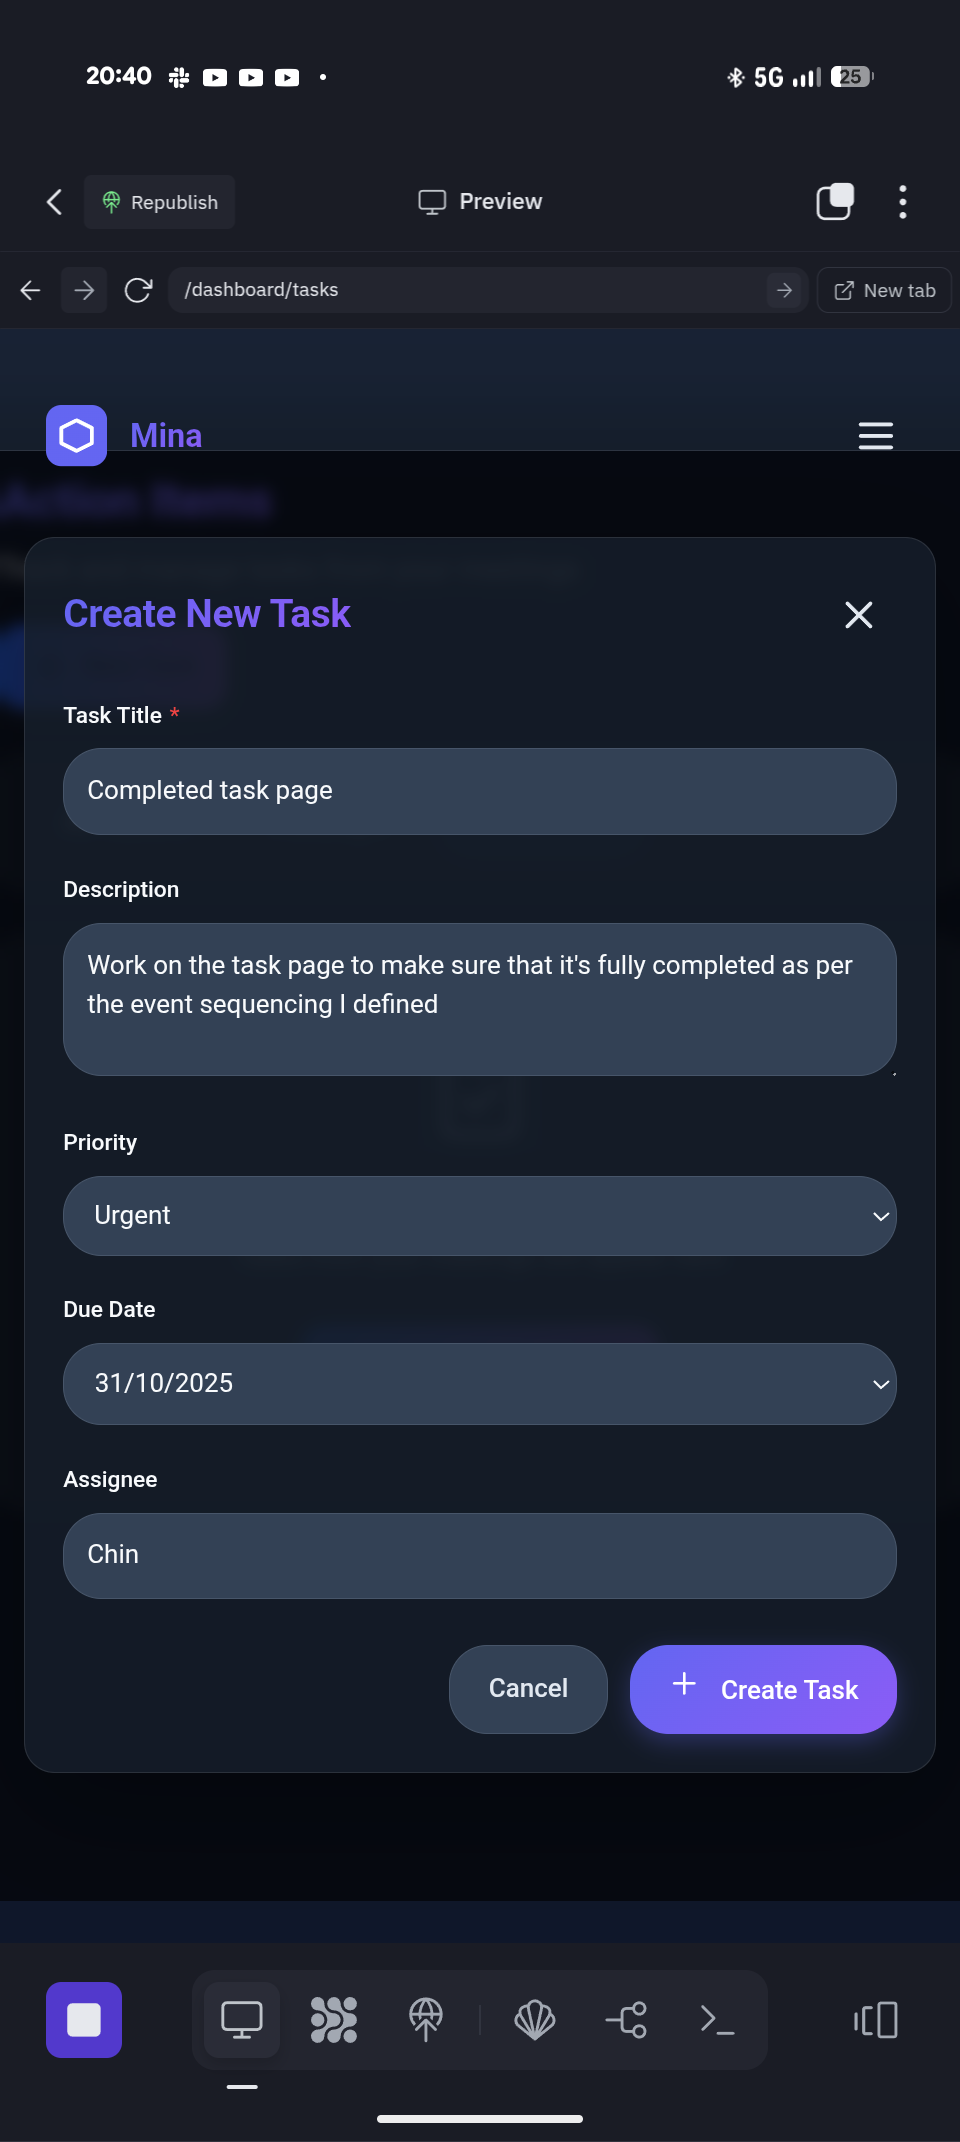 20:40
5G
25
Republish
Preview
/dashboard/tasks
New tab
Mina
Action Items
Create New Task
Task Title *
Completed task page
Description
Work on the task page to make sure that it's fully completed as per
the event sequencing I defined
Priority
Urgent
Due Date
31/10/2025
Assignee
Chin
Cancel
Create Task